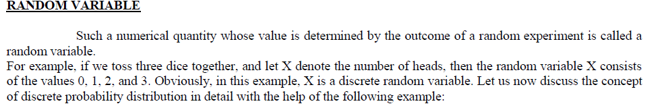 RANDOM VARIABLE
Such a numerical quantity whose value is determined by the outcome of a random experiment is called a
random variable.
For example, if we toss three dice together, and let X denote the number of heads, then the random variable X consists
of the values 0, 1, 2, and 3. Obviously, in this example, X is a discrete random variable. Let us now discuss the concept
of discrete probability distribution in detail with the help of the following example: